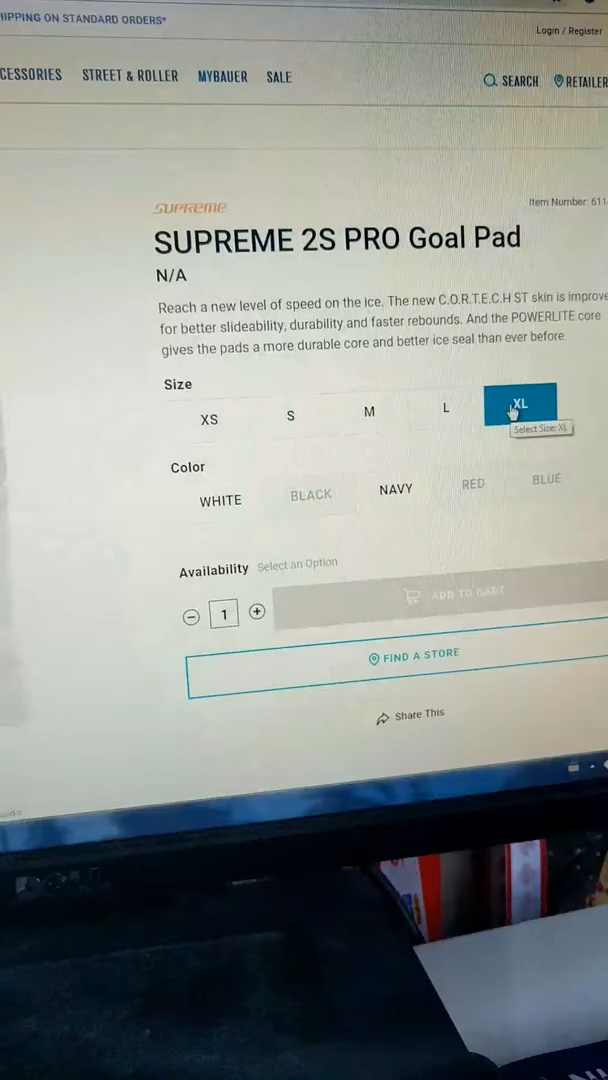 HIPPING ON STANDARD ORDERS*
Login / Register
CESSORIES STREET & ROLLER MYBAUER SALE
SEARCH RETAILER
SUPREME
Item Number: 611
SUPREME 2S PRO Goal Pad
N/A
Reach a new level of speed on the ice. The new C.O.R.T.E.C.H ST skin is improve
for better slideability, durability and faster rebounds. And the POWERLITE core
gives the pads a more durable core and better ice seal than ever before.
Size
XS S M L XL
Select Size: XL
Color
WHITE BLACK NAVY RED BLUE
Availability Select an Option
1 ADD TO CART
FIND A STORE
Share This
DELL